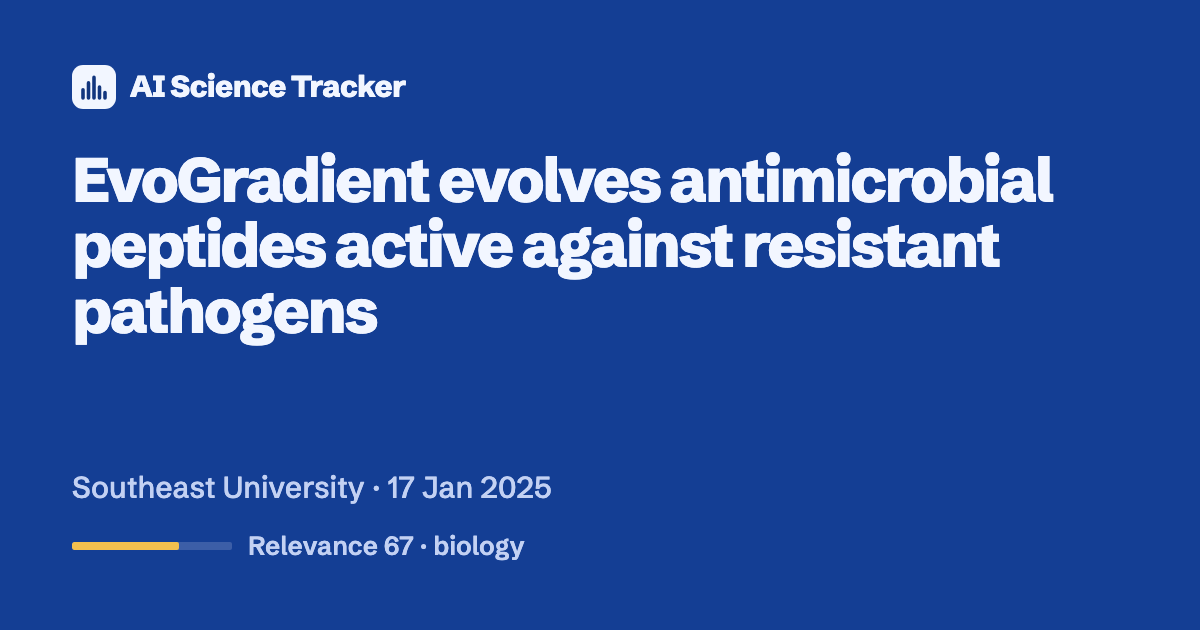 AI Science Tracker
EvoGradient evolves antimicrobial
peptides active against resistant
pathogens
Southeast University · 17 Jan 2025
Relevance 67 · biology